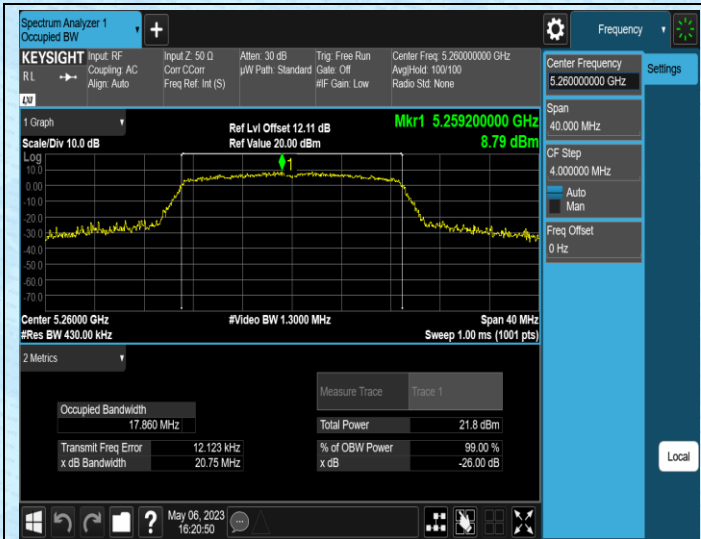 Spectrum Analyzer 1
Occupied BW
Frequency
KEYSIGHT
R L
LXI
Input: RF
Coupling: AC
Align: Auto
Input Z: 50 Ω
Corr CCorr
Freq Ref: Int (S)
Atten: 30 dB
µW Path: Standard
Trig: Free Run
Gate: Off
#IF Gain: Low
Center Freq: 5.260000000 GHz
Avg|Hold: 100/100
Radio Std: None
Center Frequency
5.260000000 GHz
Settings
Span
40.000 MHz
CF Step
4.000000 MHz
Auto
Man
Freq Offset
0 Hz
1 Graph
Scale/Div 10.0 dB
Ref Lvl Offset 12.11 dB
Ref Value 20.00 dBm
Mkr1 5.259200000 GHz
8.79 dBm
Log
10.0
0.00
-10.0
-20.0
-30.0
-40.0
-50.0
-60.0
-70.0
1
Center 5.26000 GHz
#Res BW 430.00 kHz
#Video BW 1.3000 MHz
Span 40 MHz
Sweep 1.00 ms (1001 pts)
2 Metrics
Measure Trace
Trace 1
Occupied Bandwidth
17.860 MHz
Total Power
21.8 dBm
Transmit Freq Error
12.123 kHz
% of OBW Power
99.00 %
x dB Bandwidth
20.75 MHz
x dB
-26.00 dB
Local
?
May 06, 2023
16:20:50